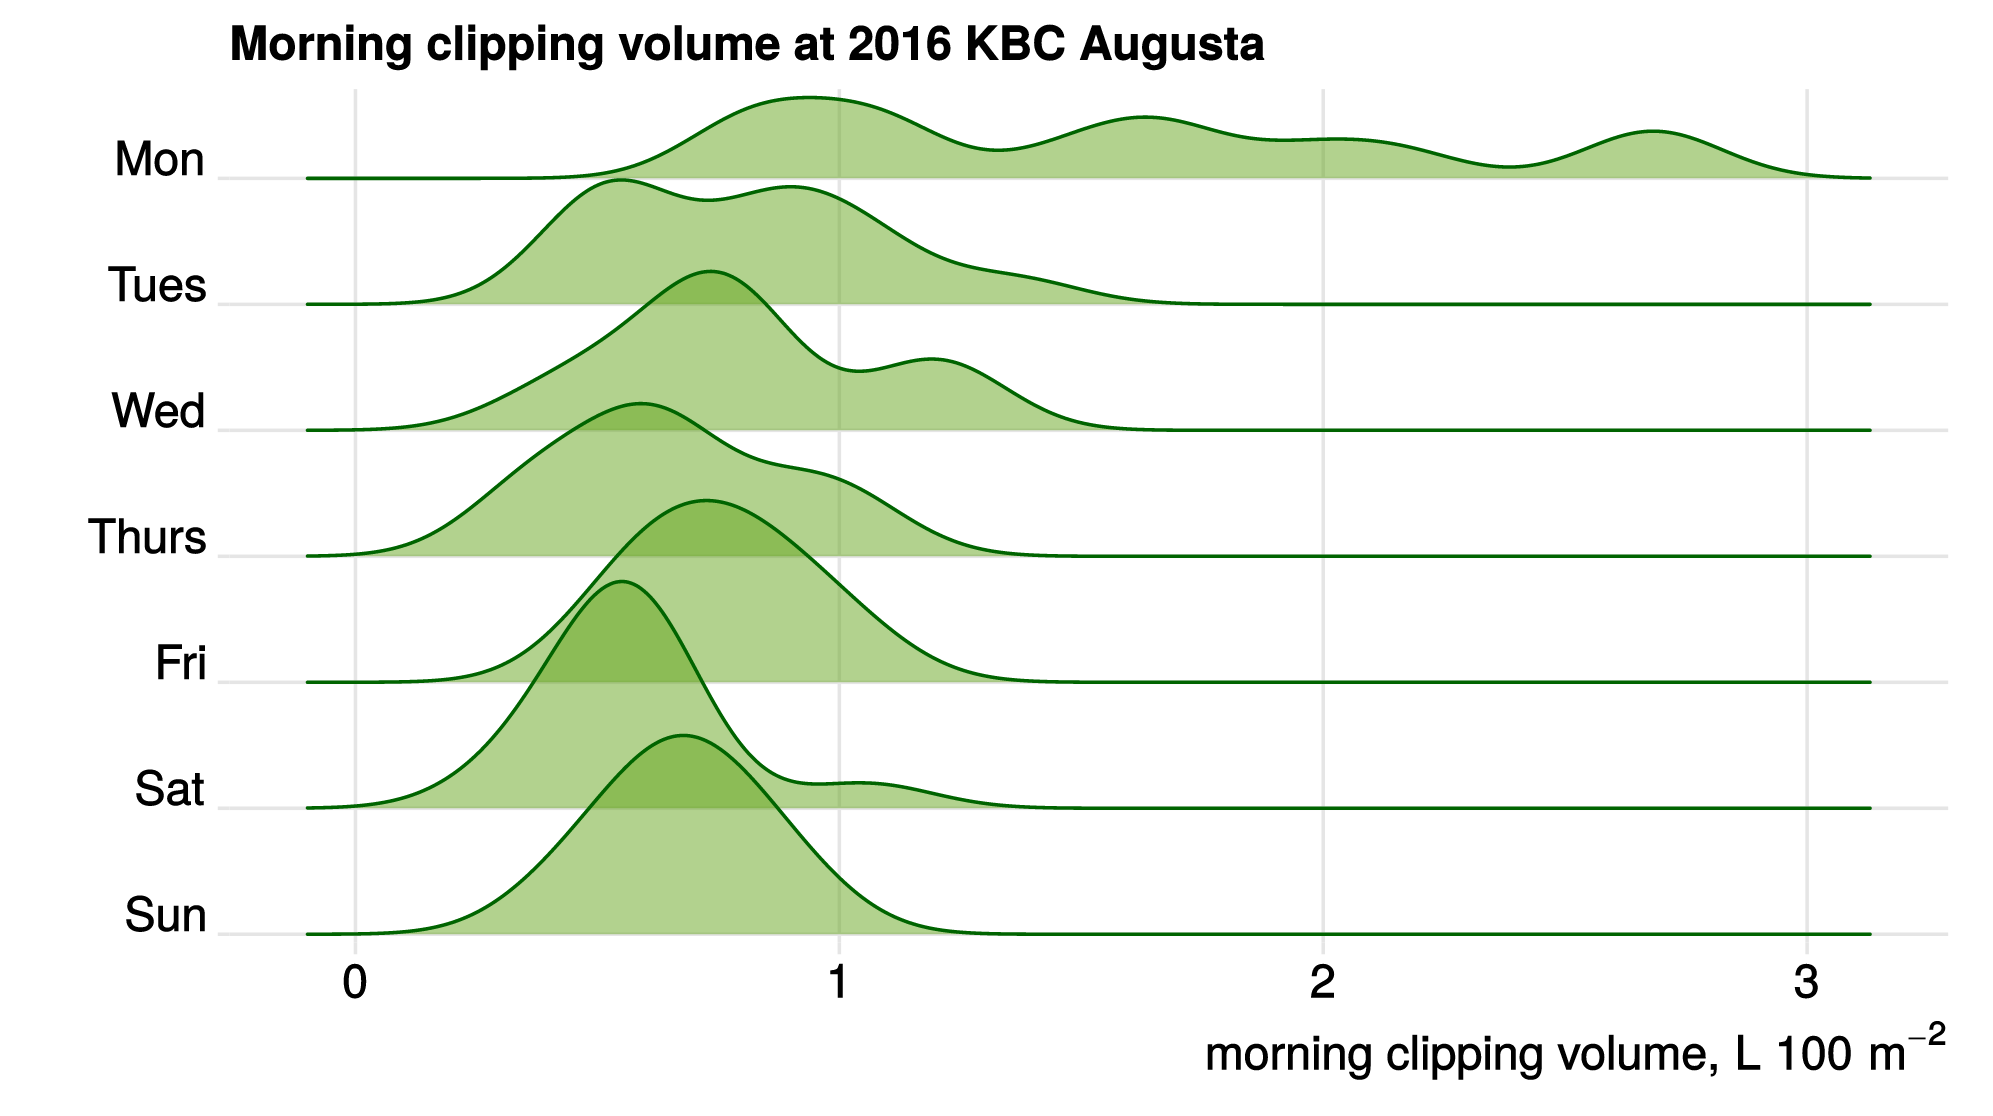 Morning clipping volume at 2016 KBC Augusta
Mon
Tues
Wed
Thurs
Fri
Sat
Sun
0 1 2 3
morning clipping volume, L 100 m⁻²